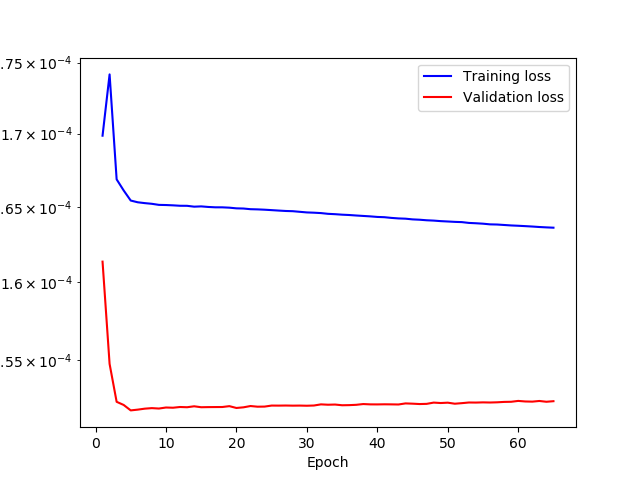 .75 × 10⁻⁴
1.7 × 10⁻⁴
.65 × 10⁻⁴
1.6 × 10⁻⁴
.55 × 10⁻⁴
Training loss
Validation loss
0 10 20 30 40 50 60
Epoch